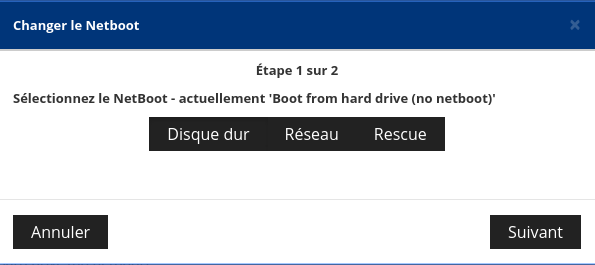 Changer le Netboot ×
Étape 1 sur 2
Sélectionnez le NetBoot - actuellement 'Boot from hard drive (no netboot)'
Disque dur Réseau Rescue
Annuler Suivant